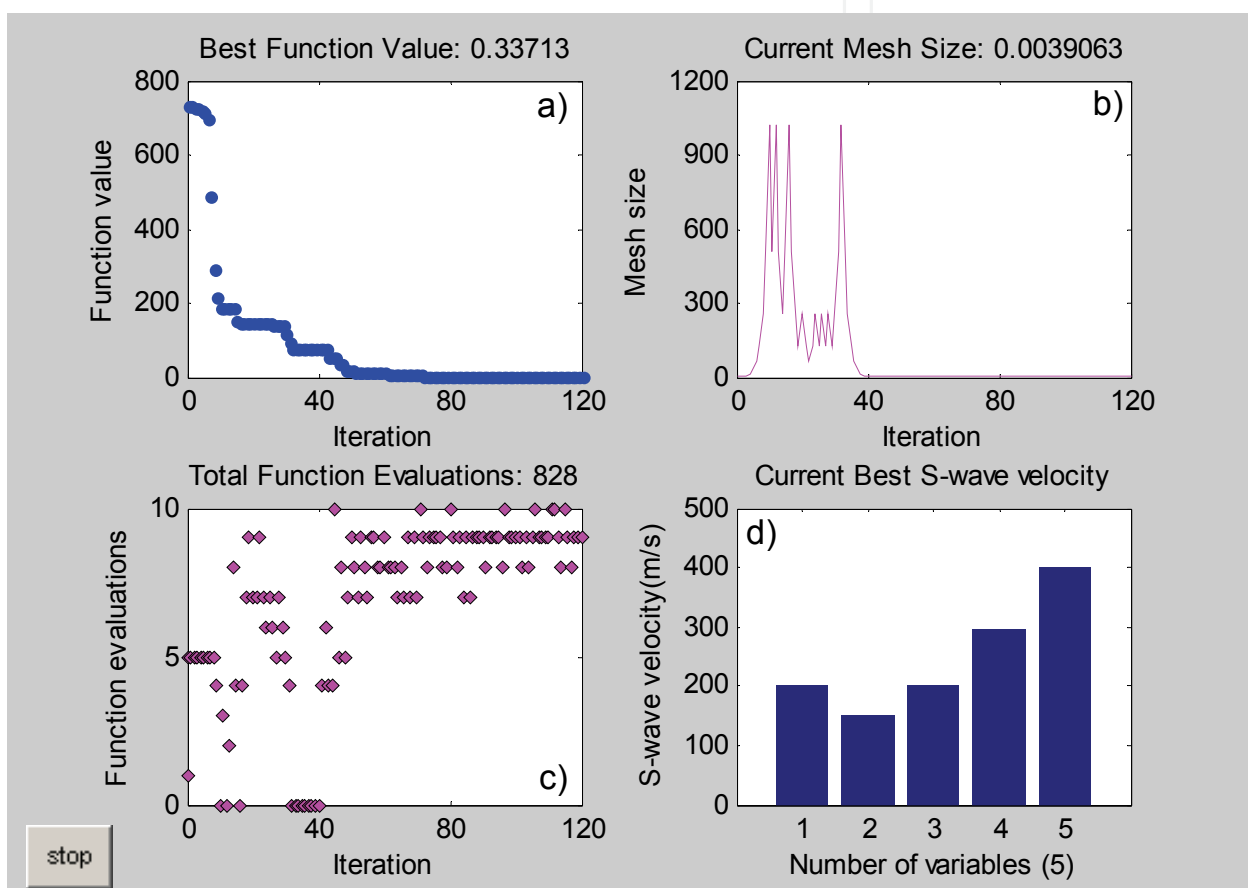 Best Function Value: 0.33713
a)
800
600
400
200
0
Function value
0 40 80 120
Iteration
Current Mesh Size: 0.0039063
b)
1200
900
600
300
0
Mesh size
0 40 80 120
Iteration
Total Function Evaluations: 828
10
5
0
Function evaluations
c)
0 40 80 120
Iteration
Current Best S-wave velocity
d)
500
400
300
200
100
0
S-wave velocity(m/s)
1 2 3 4 5
Number of variables (5)
stop